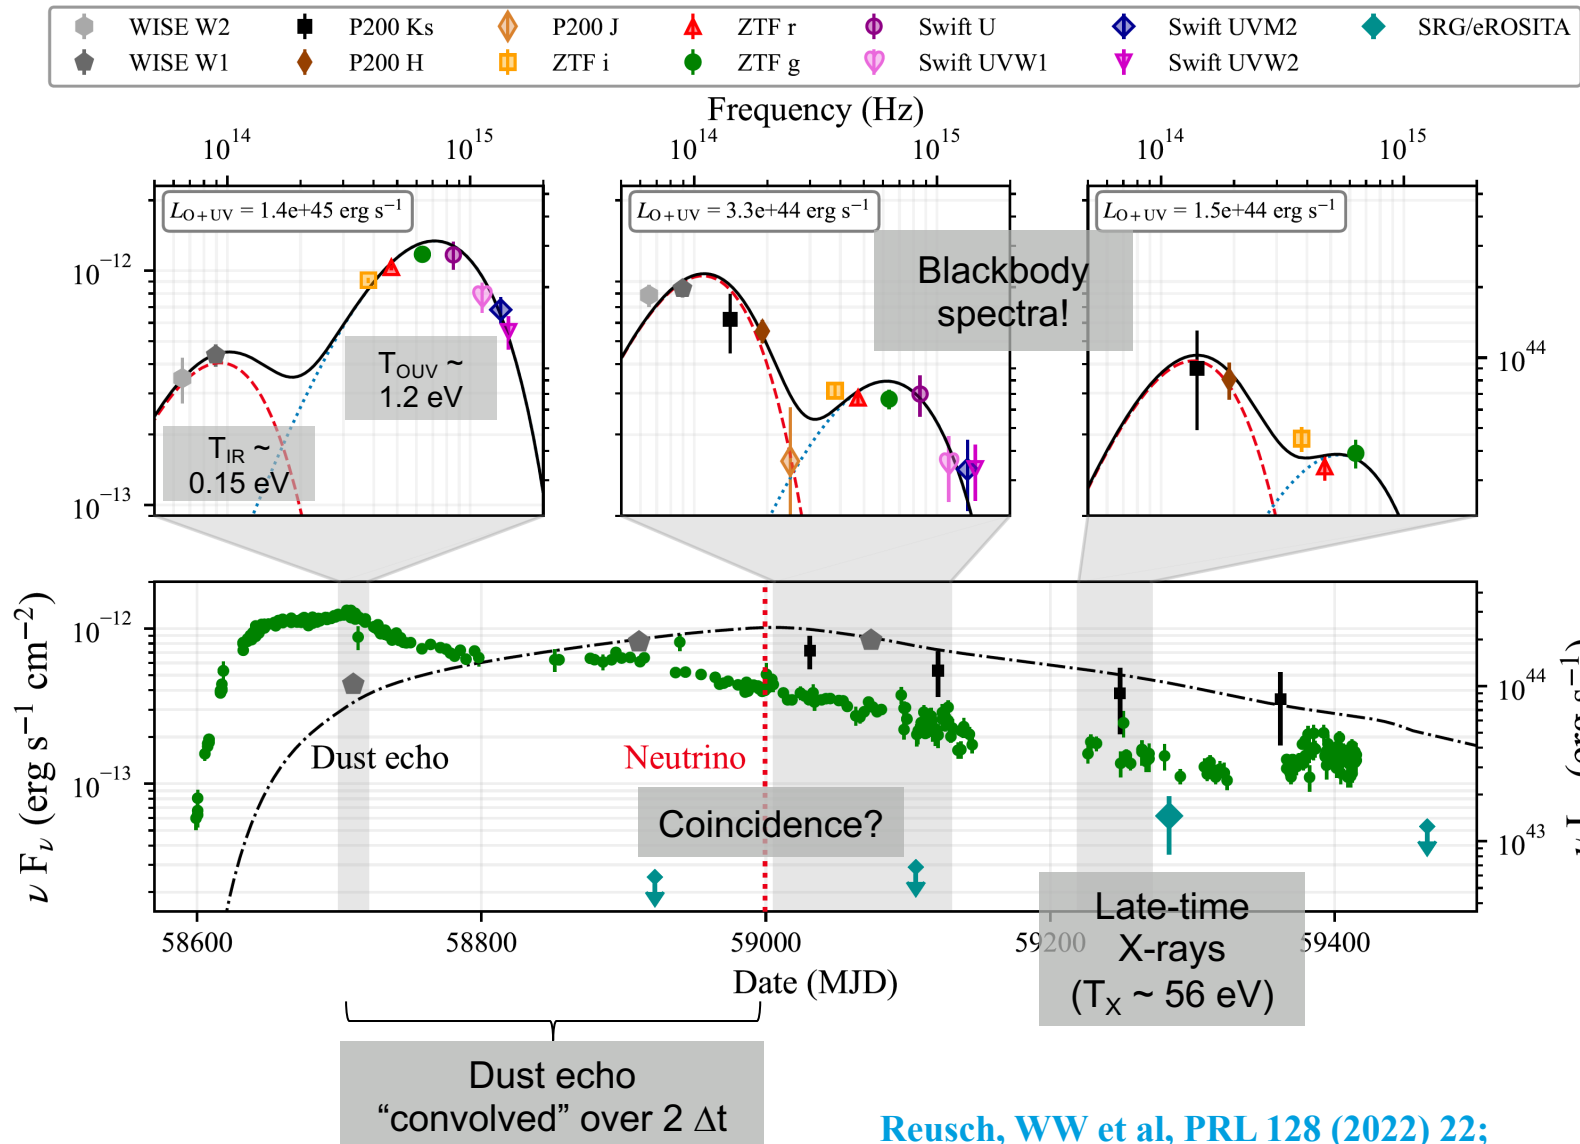 WISE W2
P200 Ks
P200 J
ZTF r
Swift U
Swift UVM2
SRG/eROSITA
WISE W1
P200 H
ZTF i
ZTF g
Swift UVW1
Swift UVW2
Frequency (Hz)
10^14
10^15
10^14
10^15
10^14
10^15
L_O+UV = 1.4e+45 erg s^−1
L_O+UV = 3.3e+44 erg s^−1
L_O+UV = 1.5e+44 erg s^−1
Blackbody
spectra!
10^−12
T_OUV ~
1.2 eV
10^44
T_IR ~
0.15 eV
10^−13
10^−12
10^44
Dust echo
Neutrino
10^−13
Coincidence?
10^43
ν F_ν (erg s^−1 cm^−2)
Late-time
X-rays
(T_X ~ 56 eV)
58600
58800
59000
59200
59400
Date (MJD)
Dust echo
“convolved” over 2 Δt
Reusch, WW et al, PRL 128 (2022) 22;